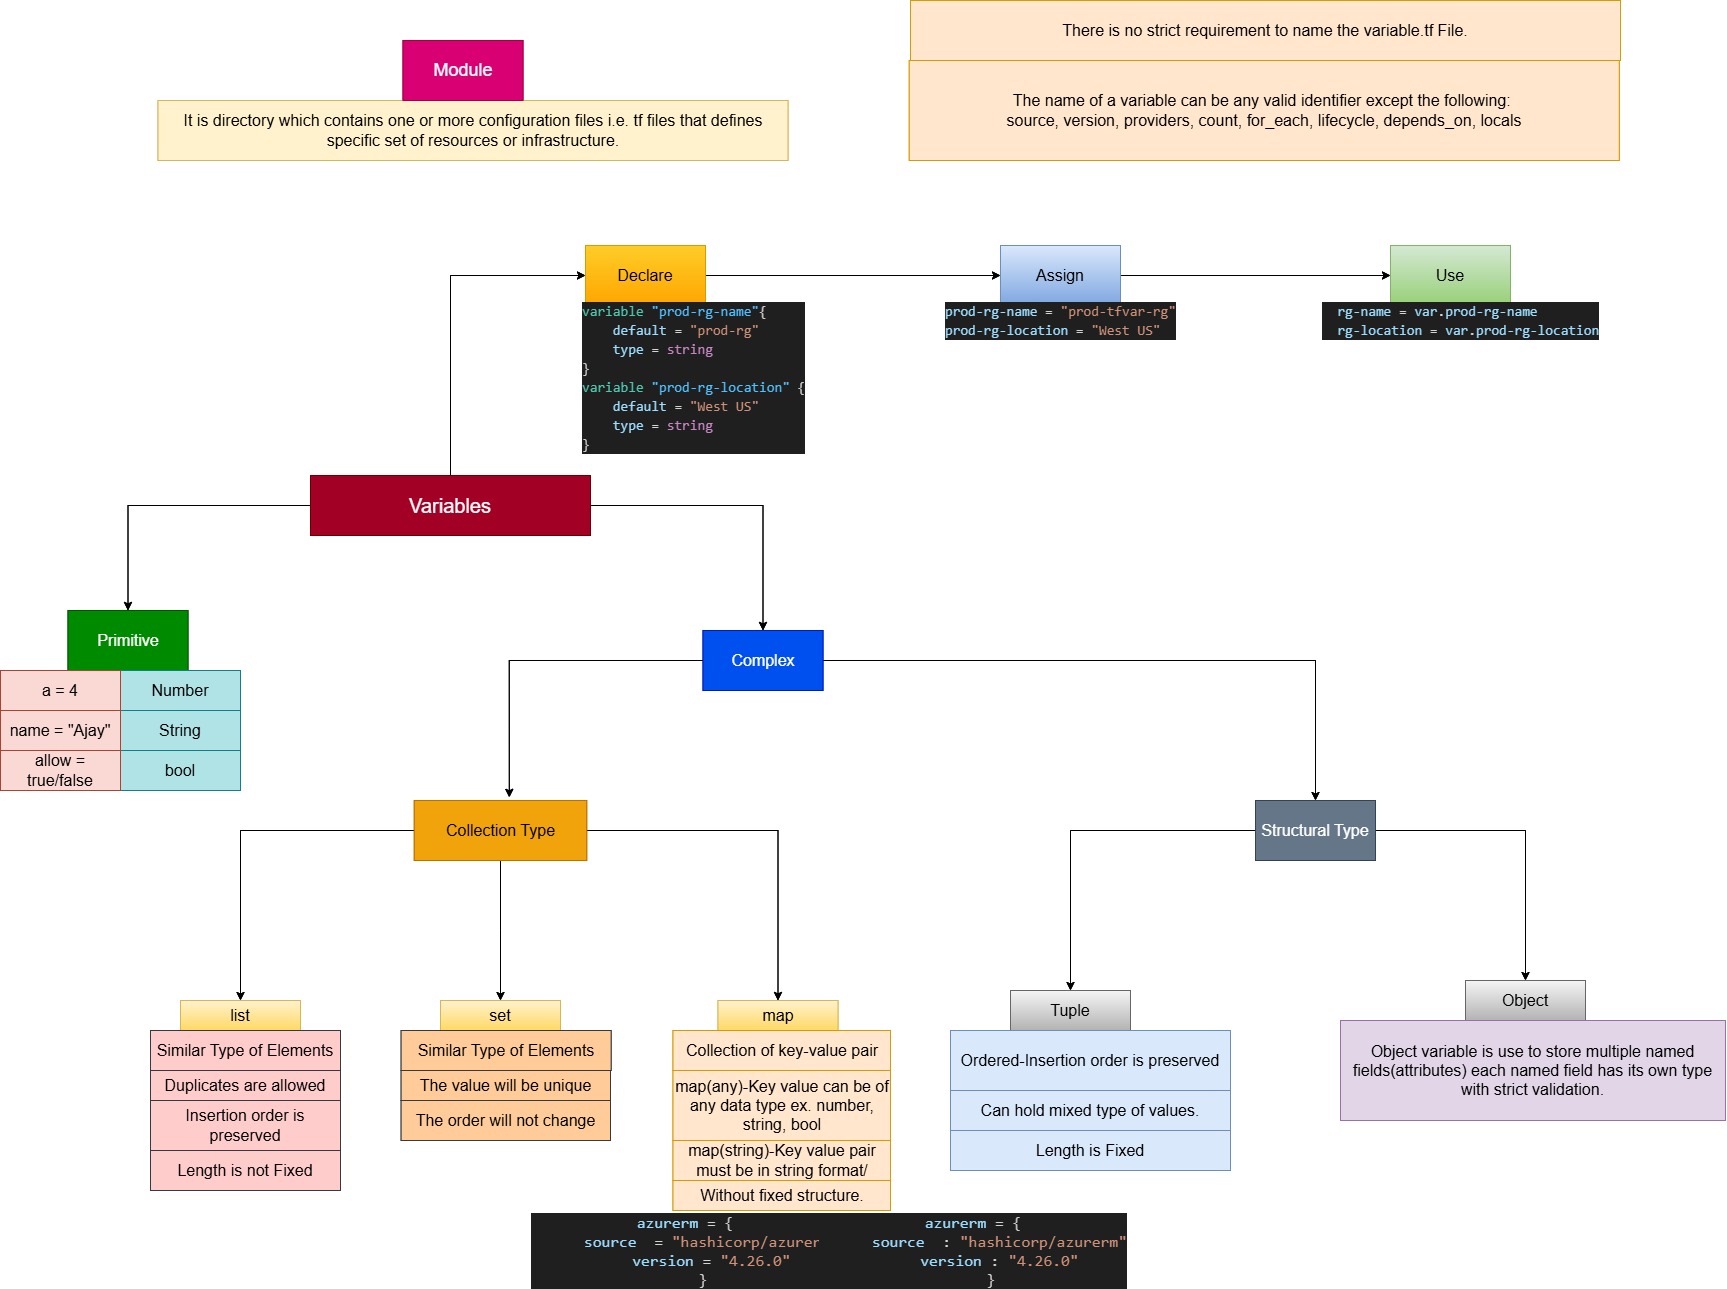 There is no strict requirement to name the variable.tf File.
Module
The name of a variable can be any valid identifier except the following:
source, version, providers, count, for_each, lifecycle, depends_on, locals
It is directory which contains one or more configuration files i.e. tf files that defines
specific set of resources or infrastructure.
Declare
Assign
Use
variable "prod-rg-name"{
default = "prod-rg"
type = string
}
variable "prod-rg-location" {
default = "West US"
type = string
}
prod-rg-name = "prod-tfvar-rg"
prod-rg-location = "West US"
rg-name = var.prod-rg-name
rg-location = var.prod-rg-location
Variables
Primitive
a = 4
Number
name = "Ajay"
String
allow =
true/false
bool
Complex
Collection Type
Structural Type
list
Similar Type of Elements
Duplicates are allowed
Insertion order is
preserved
Length is not Fixed
set
Similar Type of Elements
The value will be unique
The order will not change
map
Collection of key-value pair
map(any)-Key value can be of
any data type ex. number,
string, bool
map(string)-Key value pair
must be in string format/
Without fixed structure.
azurerm = {
source  = "hashicorp/azurer
version = "4.26.0"
}
azurerm = {
source  : "hashicorp/azurerm"
version : "4.26.0"
}
Tuple
Ordered-Insertion order is preserved
Can hold mixed type of values.
Length is Fixed
Object
Object variable is use to store multiple named
fields(attributes) each named field has its own type
with strict validation.